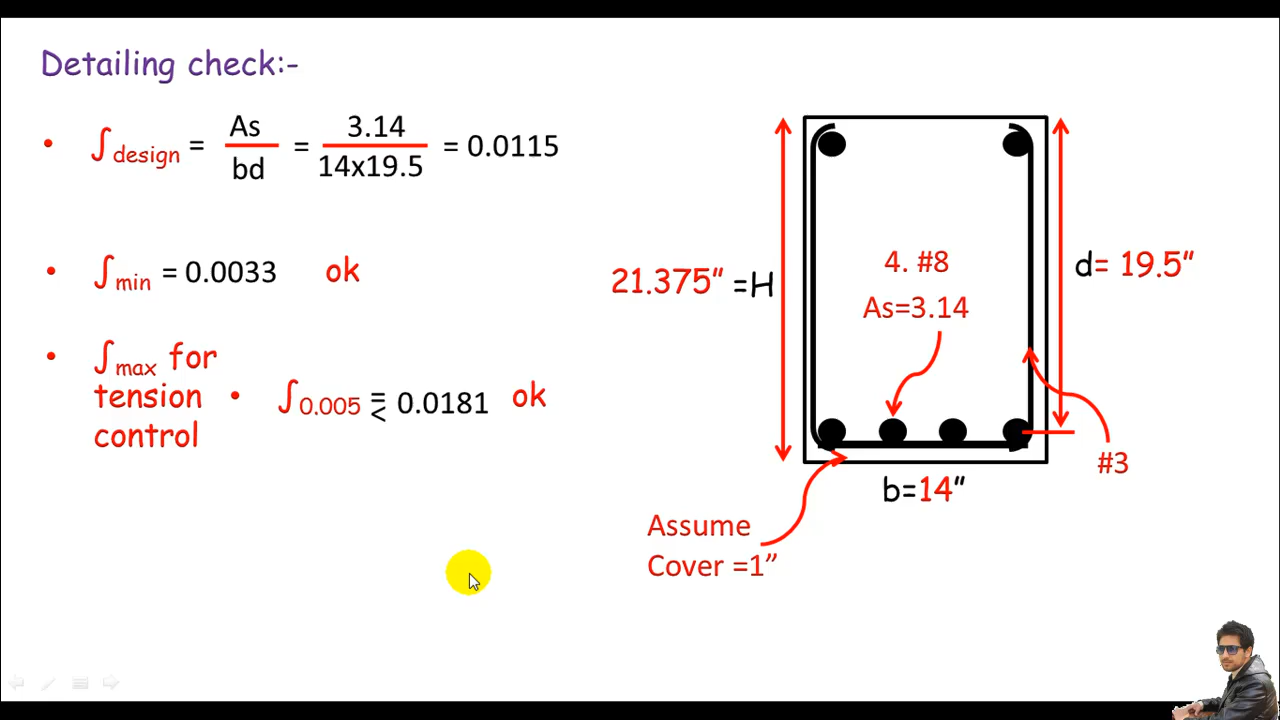 Detailing check:-
• ∫design = As/bd = 3.14/14x19.5 = 0.0115
• ∫min = 0.0033 ok
• ∫max for
tension
control
• ∫0.005 ≤ 0.0181 ok
21.375” =H
4. #8
As=3.14
d= 19.5”
#3
b=14”
Assume
Cover =1”